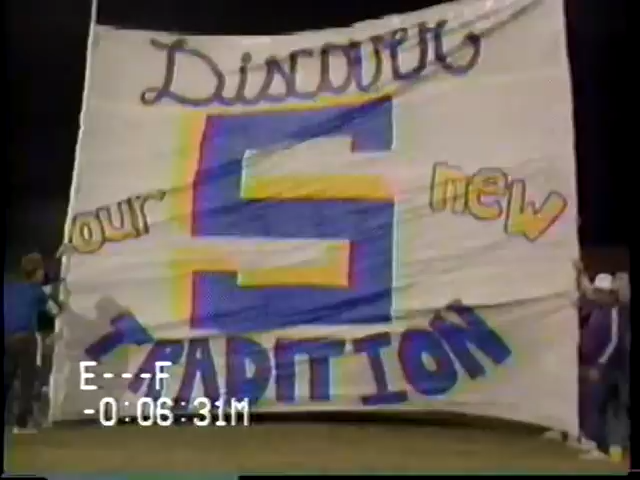 Discover
our S new
TRADITION
E---F
-0:06:31M